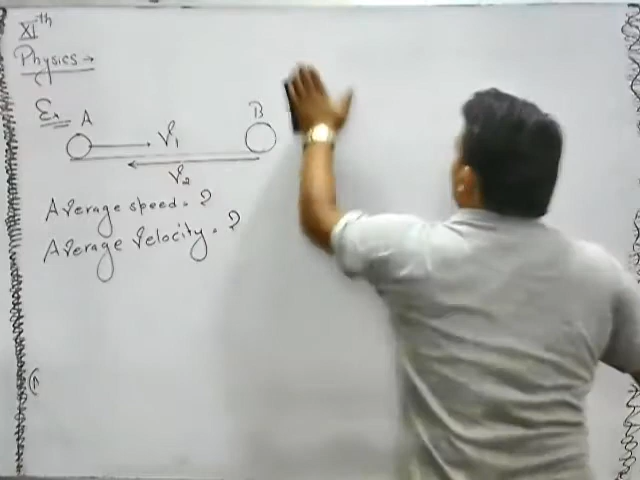 XIth
Physics →
Ex A B
V1
V2
Average speed = ?
Average Velocity = ?